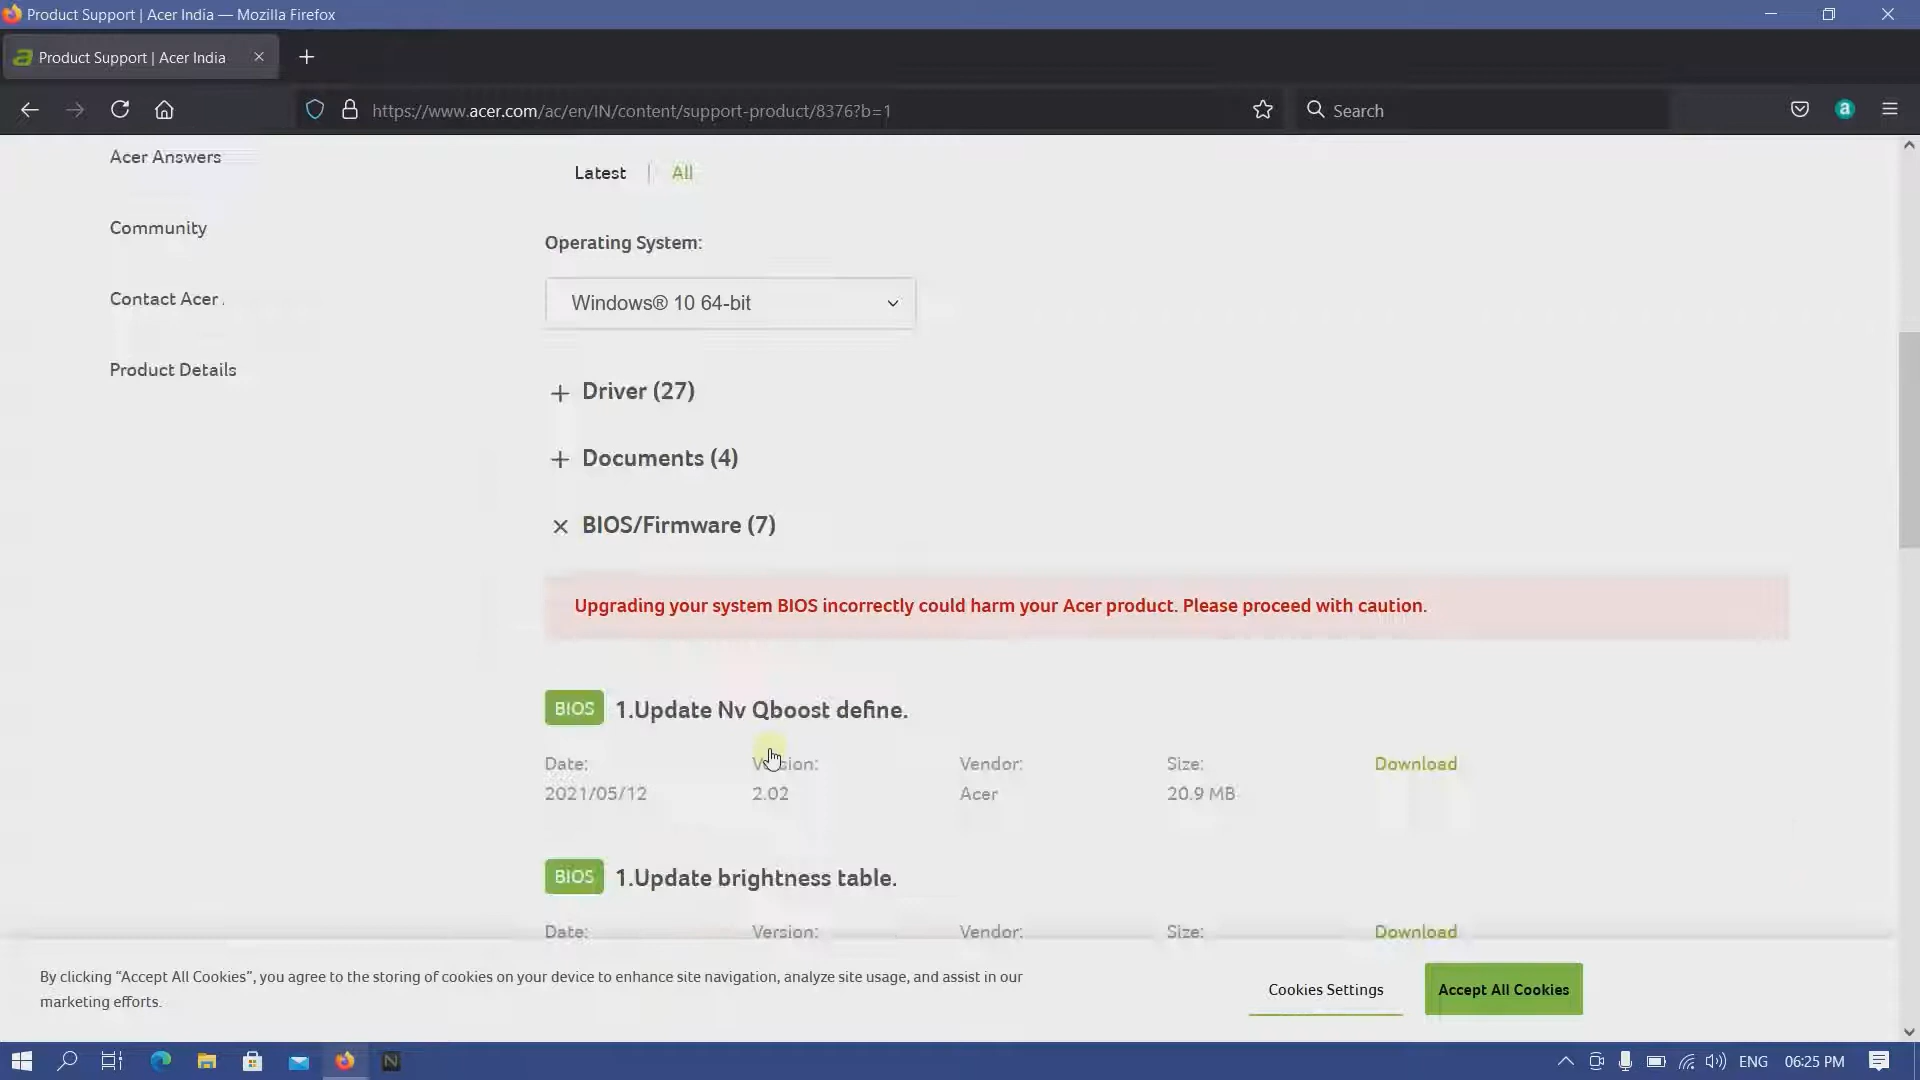 Product Support | Acer India — Mozilla Firefox
Product Support | Acer India
https://www.acer.com/ac/en/IN/content/support-product/8376?b=1
Search
Acer Answers
Community
Contact Acer
Product Details
Latest | All
Operating System:
Windows® 10 64-bit
Driver (27)
Documents (4)
BIOS/Firmware (7)
Upgrading your system BIOS incorrectly could harm your Acer product. Please proceed with caution.
BIOS 1.Update Nv Qboost define.
Date: Version: Vendor: Size: Download
2021/05/12 2.02 Acer 20.9 MB
BIOS 1.Update brightness table.
Date: Version: Vendor: Size: Download
By clicking “Accept All Cookies”, you agree to the storing of cookies on your device to enhance site navigation, analyze site usage, and assist in our
marketing efforts.
Cookies Settings
Accept All Cookies
ENG 06:25 PM